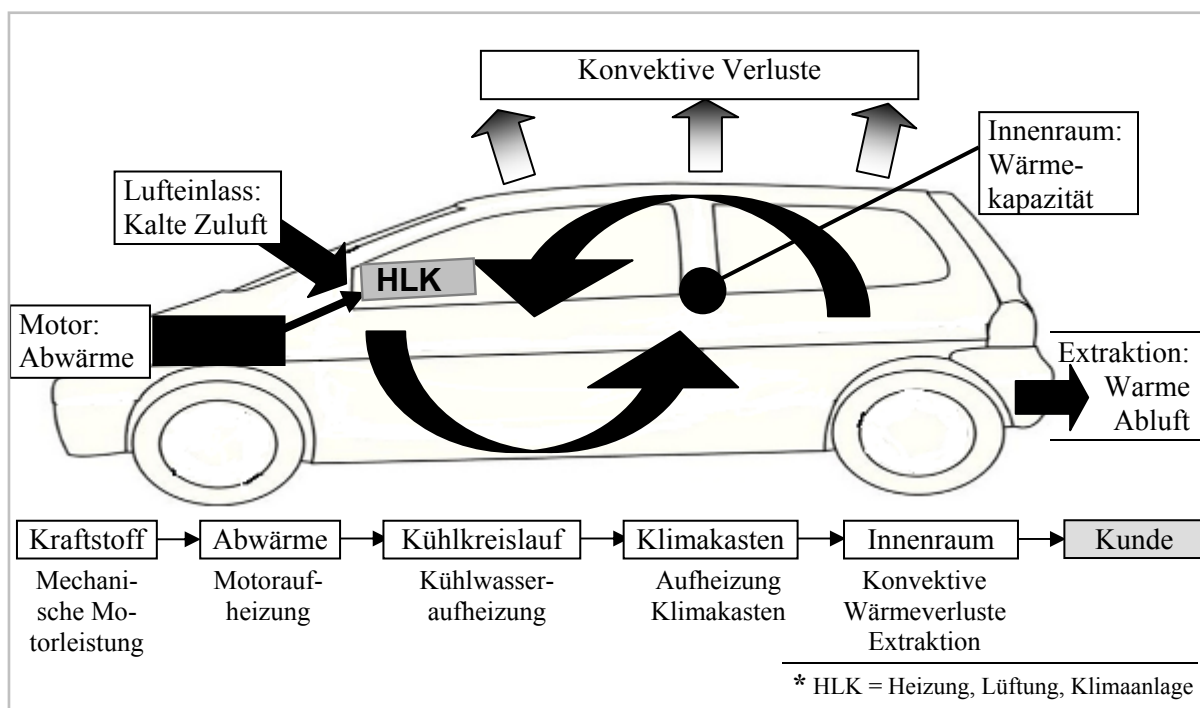 Konvektive Verluste
Innenraum:
Wärme-
kapazität
Lufteinlass:
Kalte Zuluft
HLK
Motor:
Abwärme
Extraktion:
Warme
Abluft
Kraftstoff
Abwärme
Kühlkreislauf
Klimakasten
Innenraum
Kunde
Mechani-
sche Mo-
torleistung
Motorauf-
heizung
Kühlwasser-
aufheizung
Aufheizung
Klimakasten
Konvektive
Wärmeverluste
Extraktion
* HLK = Heizung, Lüftung, Klimaanlage